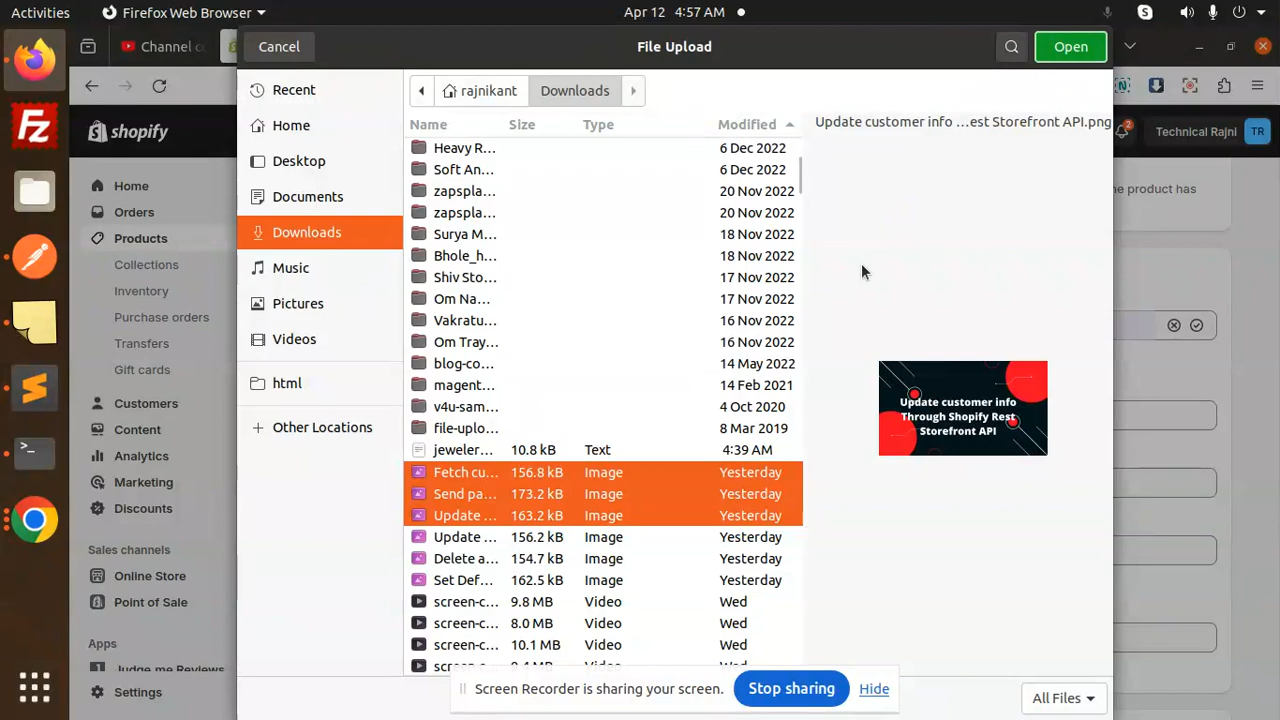 Activities
Firefox Web Browser
Apr 12 4:57 AM
Cancel
File Upload
Open
Channel c
shopify
Technical Rajni
TR
2
Home
Orders
Products
Collections
Inventory
Purchase orders
Transfers
Gift cards
Customers
Content
Analytics
Marketing
Discounts
Sales channels
Online Store
Point of Sale
Apps
Judge.me Reviews
Settings
he product has
Recent
Home
Desktop
Documents
Downloads
Music
Pictures
Videos
html
Other Locations
rajnikant
Downloads
Name Size Type Modified
Heavy R... 6 Dec 2022
Soft An... 6 Dec 2022
zapspla... 20 Nov 2022
zapspla... 20 Nov 2022
Surya M... 18 Nov 2022
Bhole_h... 18 Nov 2022
Shiv Sto... 17 Nov 2022
Om Na... 17 Nov 2022
Vakratu... 16 Nov 2022
Om Tray... 16 Nov 2022
blog-co... 14 May 2022
magent... 14 Feb 2021
v4u-sam... 4 Oct 2020
file-uplo... 8 Mar 2019
jeweler... 10.8 kB Text 4:39 AM
Fetch cu... 156.8 kB Image Yesterday
Send pa... 173.2 kB Image Yesterday
Update ... 163.2 kB Image Yesterday
Update ... 156.2 kB Image Yesterday
Delete a... 154.7 kB Image Yesterday
Set Def... 162.5 kB Image Yesterday
screen-c... 9.8 MB Video Wed
screen-c... 8.0 MB Video Wed
screen-c... 10.1 MB Video Wed
Update customer info ...est Storefront API.png
Update customer info
Through Shopify Rest
Storefront API
Screen Recorder is sharing your screen.
Stop sharing
Hide
All Files